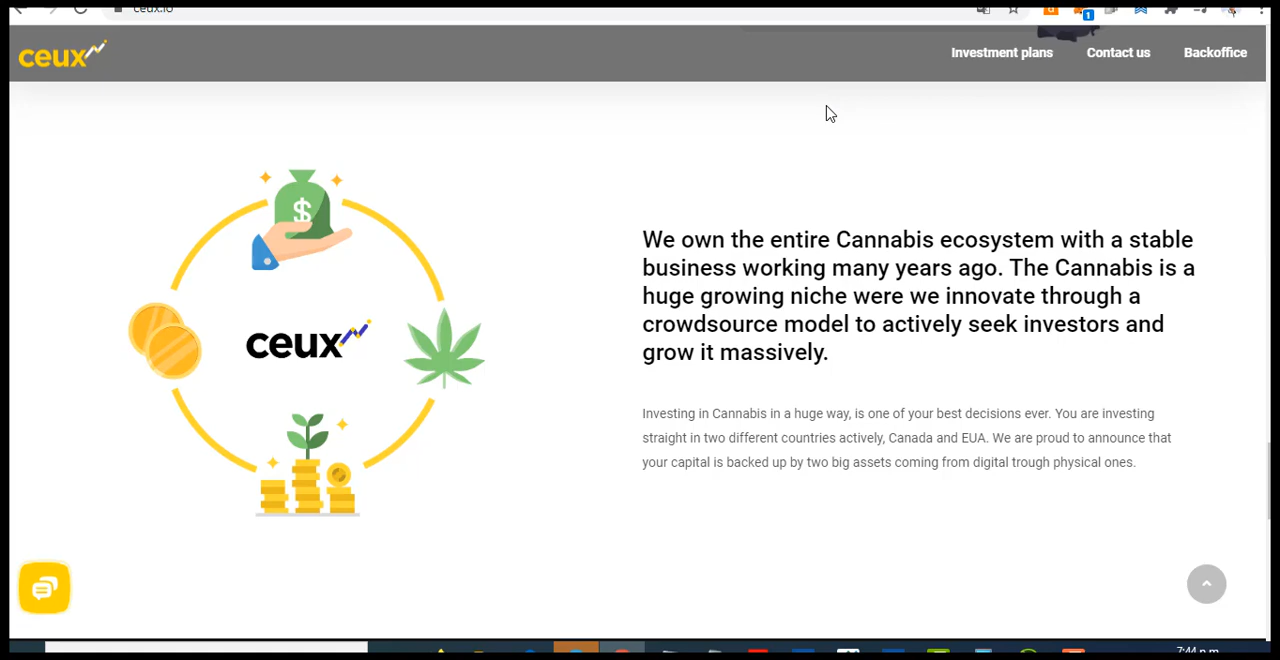 ceux.io
1
ceux
Investment plans
Contact us
Backoffice
$
ceux
We own the entire Cannabis ecosystem with a stable
business working many years ago. The Cannabis is a
huge growing niche were we innovate through a
crowdsource model to actively seek investors and
grow it massively.
Investing in Cannabis in a huge way, is one of your best decisions ever. You are investing
straight in two different countries actively, Canada and EUA. We are proud to announce that
your capital is backed up by two big assets coming from digital trough physical ones.
7:44 p.m.